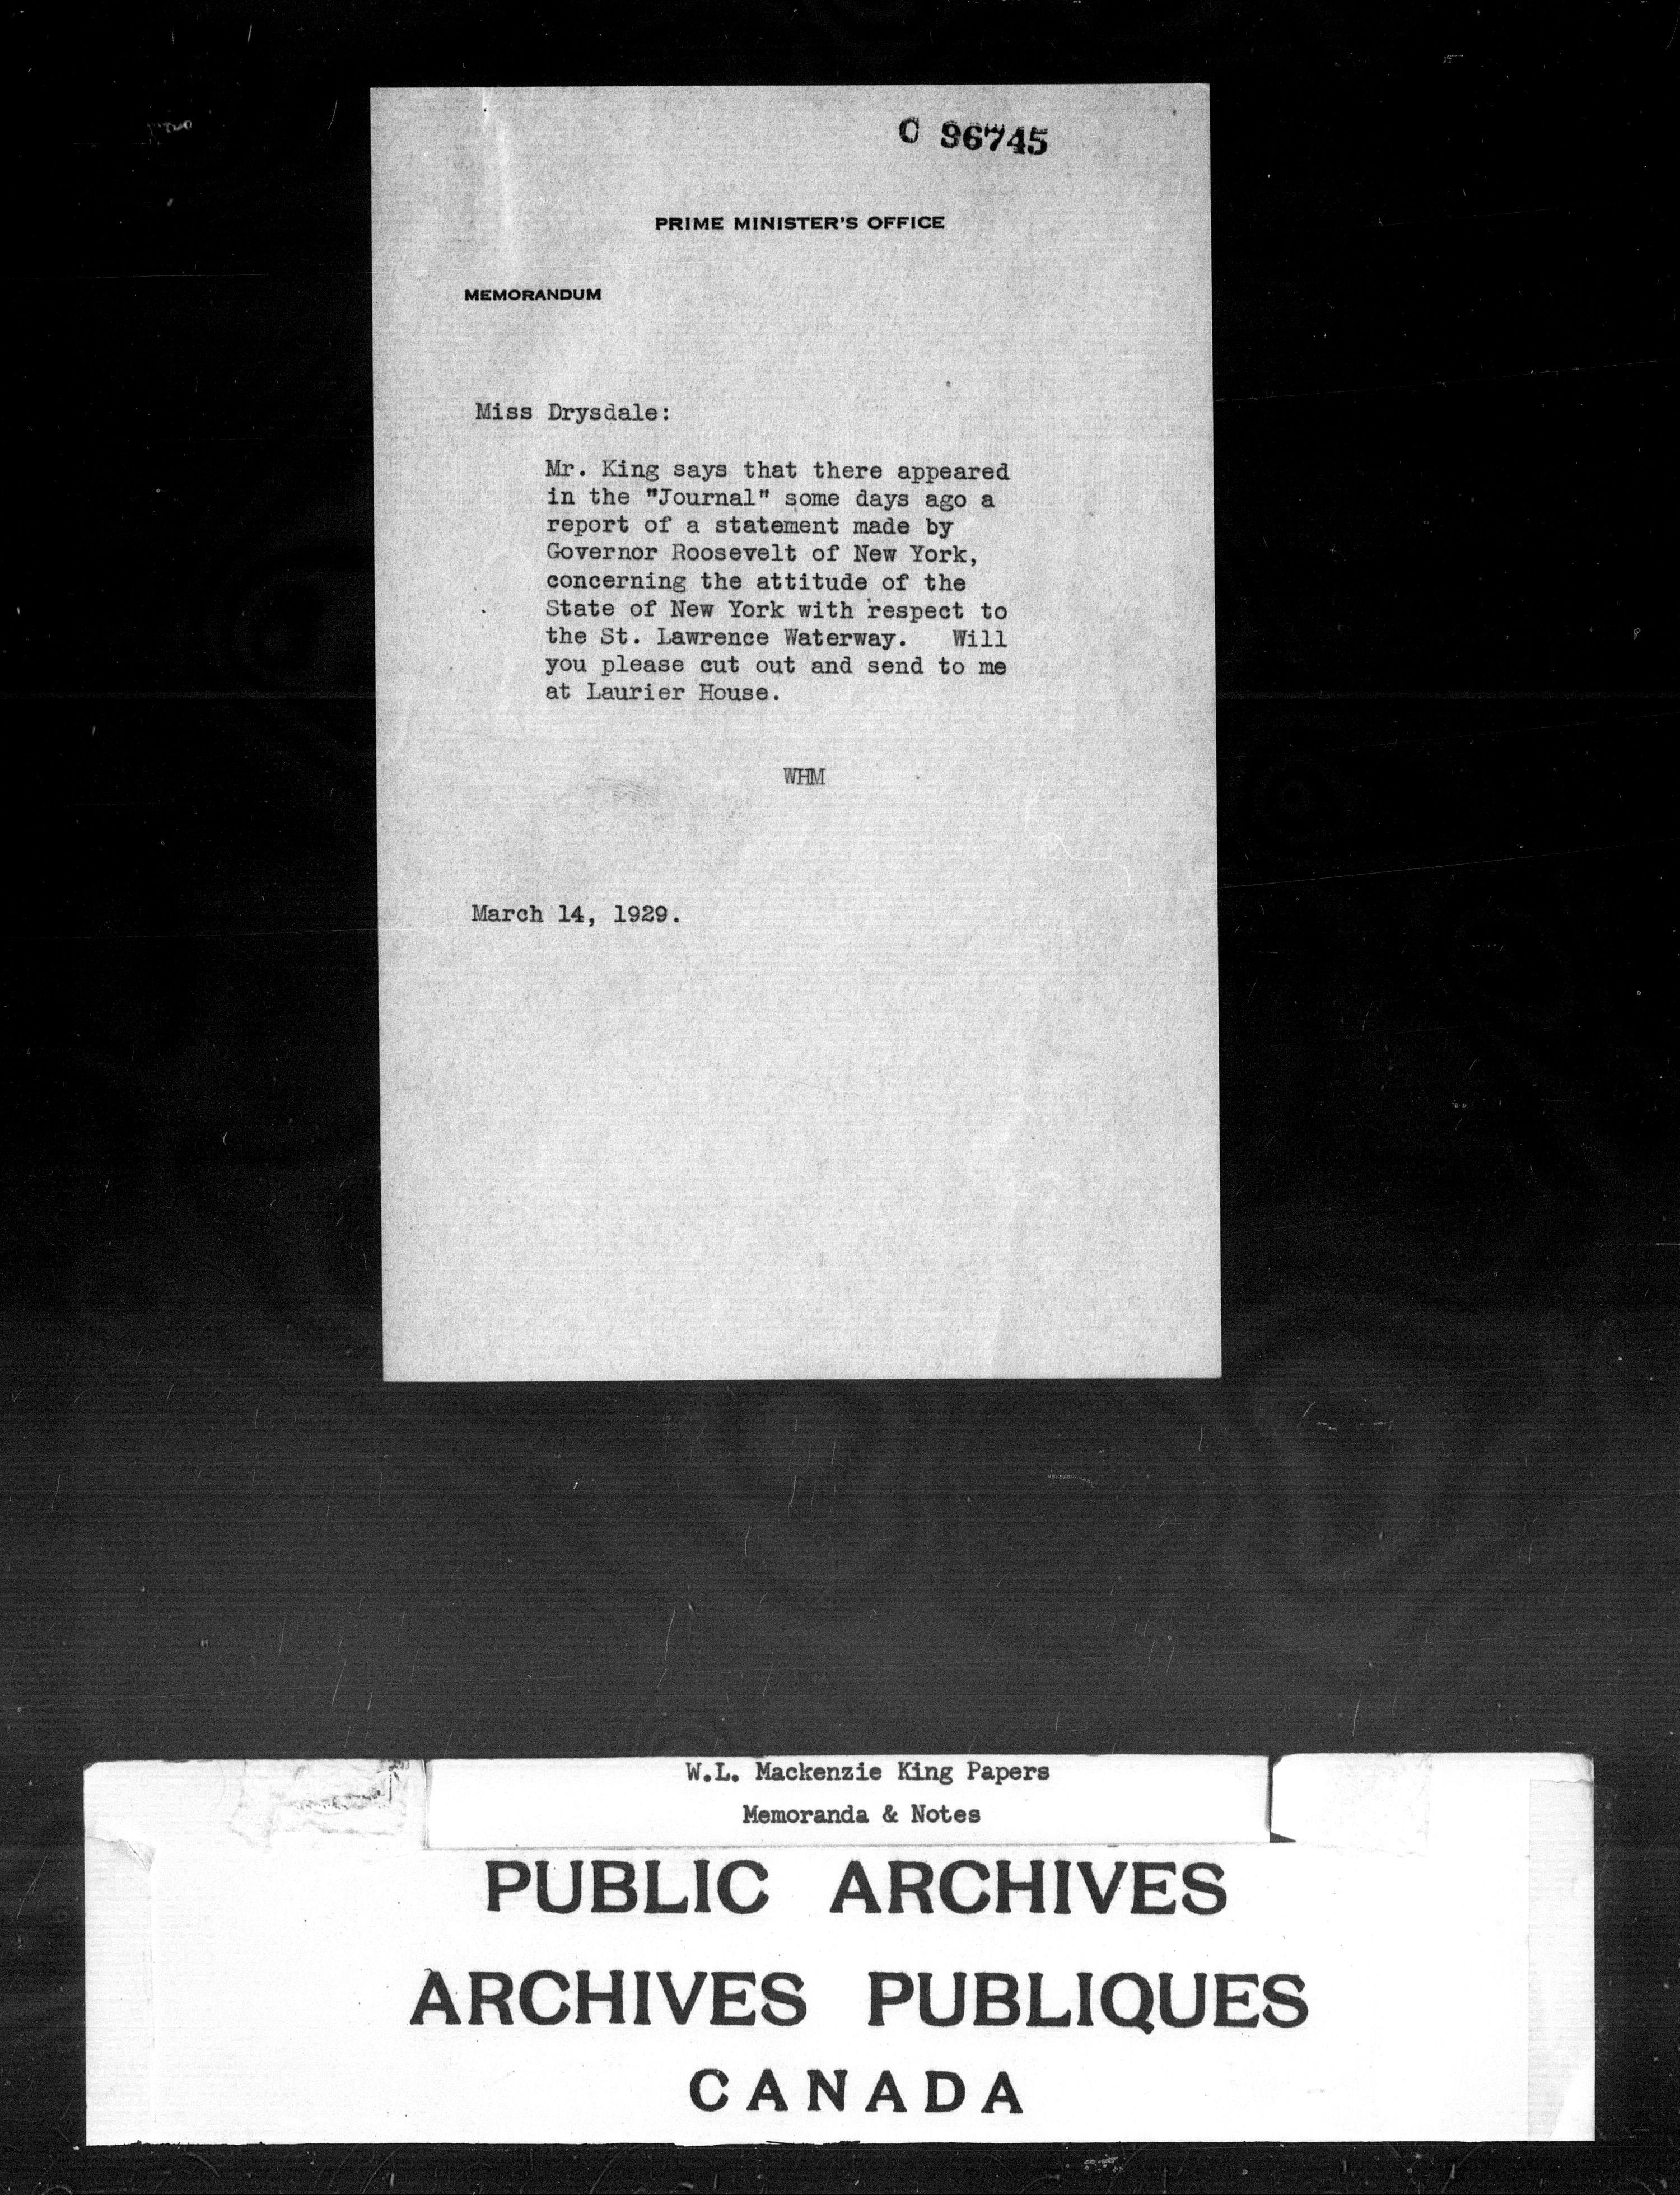 C 96745
PRIME MINISTER'S OFFICE
MEMORANDUM
Miss Drysdale:
Mr. King says that there appeared
in the "Journal" some days ago a
report of a statement made by
Governor Roosevelt of New York,
concerning the attitude of the
State of New York with respect to
the St. Lawrence Waterway. Will
you please cut out and send to me
at Laurier House.
WHM
March 14, 1929.
W.L. Mackenzie King Papers
Memoranda & Notes
PUBLIC ARCHIVES
ARCHIVES PUBLIQUES
CANADA